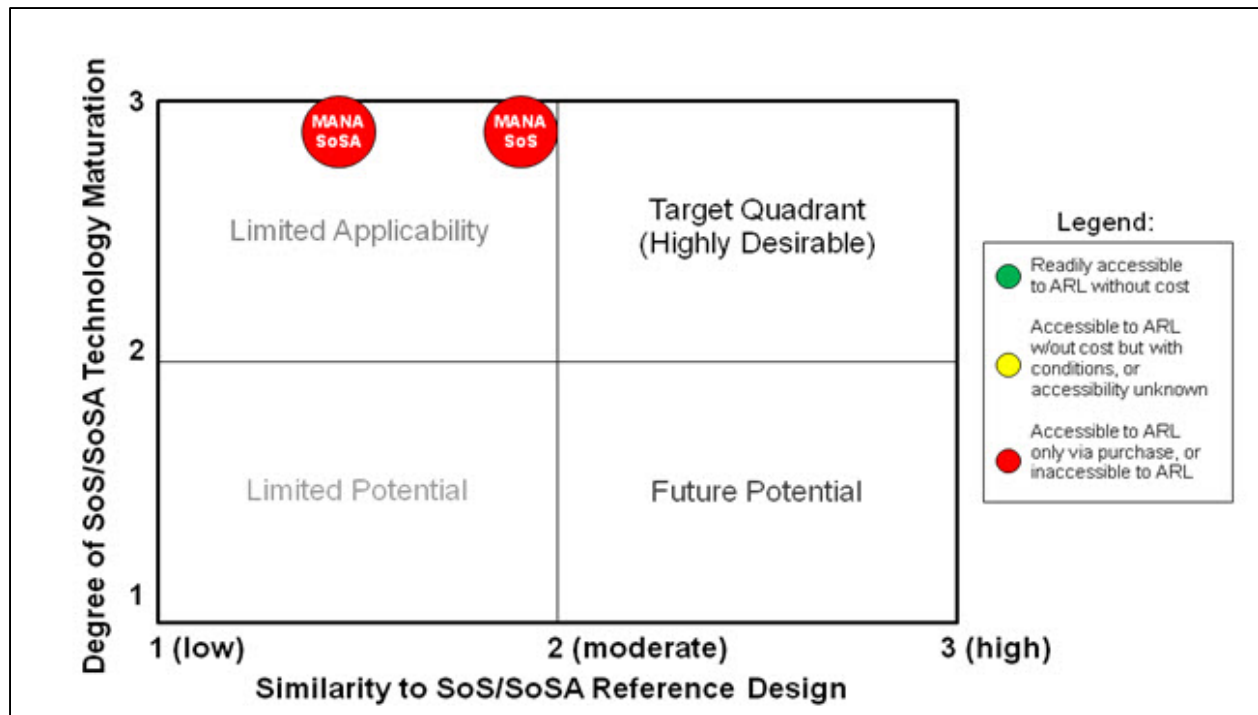 Degree of SoS/SoSA Technology Maturation
3
2
1
MANA
SoSA
MANA
SoS
Limited Applicability
Target Quadrant
(Highly Desirable)
Limited Potential
Future Potential
1 (low)
2 (moderate)
3 (high)
Similarity to SoS/SoSA Reference Design
Legend:
Readily accessible
to ARL without cost
Accessible to ARL
w/out cost but with
conditions, or
accessibility unknown
Accessible to ARL
only via purchase, or
inaccessible to ARL